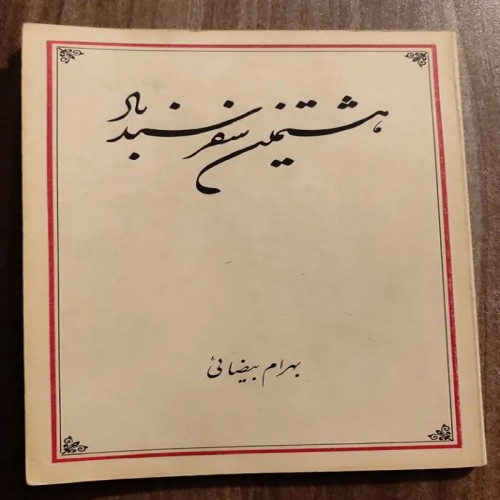 هشتمین سفر سندباد
بهرام بیضائی